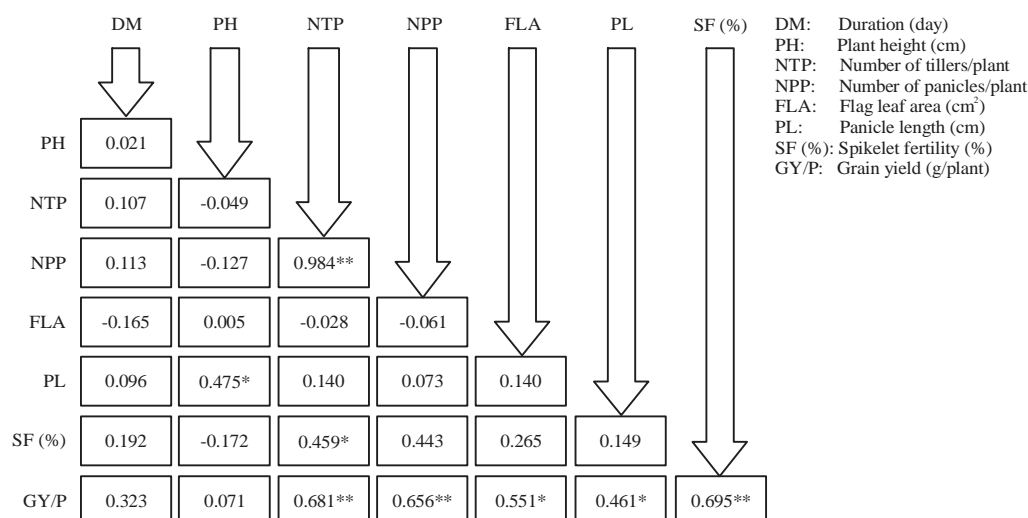 DM PH NTP NPP FLA PL SF (%)
DM: Duration (day)
PH: Plant height (cm)
NTP: Number of tillers/plant
NPP: Number of panicles/plant
FLA: Flag leaf area (cm²)
PL: Panicle length (cm)
SF (%): Spikelet fertility (%)
GY/P: Grain yield (g/plant)
PH 0.021
NTP 0.107 -0.049
NPP 0.113 -0.127 0.984**
FLA -0.165 0.005 -0.028 -0.061
PL 0.096 0.475* 0.140 0.073 0.140
SF (%) 0.192 -0.172 0.459* 0.443 0.265 0.149
GY/P 0.323 0.071 0.681** 0.656** 0.551* 0.461* 0.695**